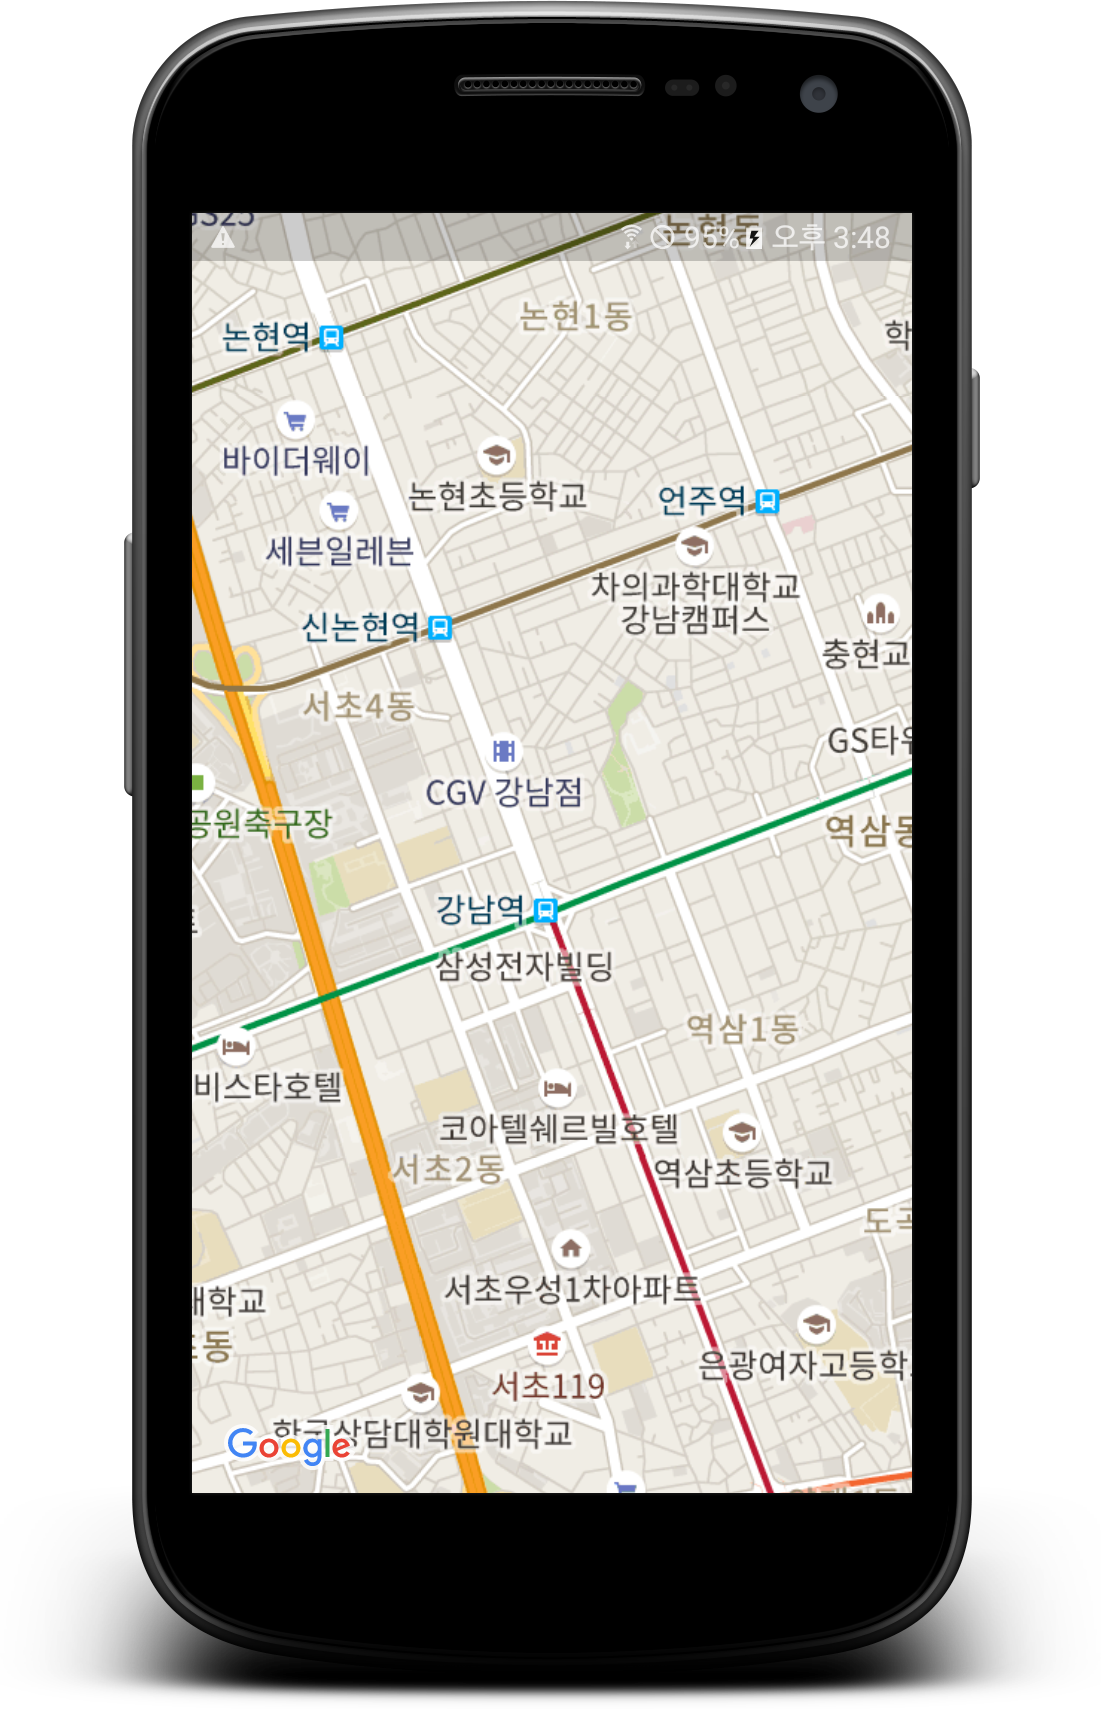 GS25
논현동
95% 오후 3:48
논현1동
논현역
학
바이더웨이
논현초등학교
언주역
세븐일레븐
차의과학대학교
강남캠퍼스
신논현역
충현교
서초4동
GS타워
CGV 강남점
공원축구장
역삼동
강남역
삼성전자빌딩
역삼1동
비스타호텔
코아텔쉐르빌호텔
서초2동
역삼초등학교
도곡
서초우성1차아파트
대학교
동
은광여자고등학
서초119
한국상담대학원대학교
Google